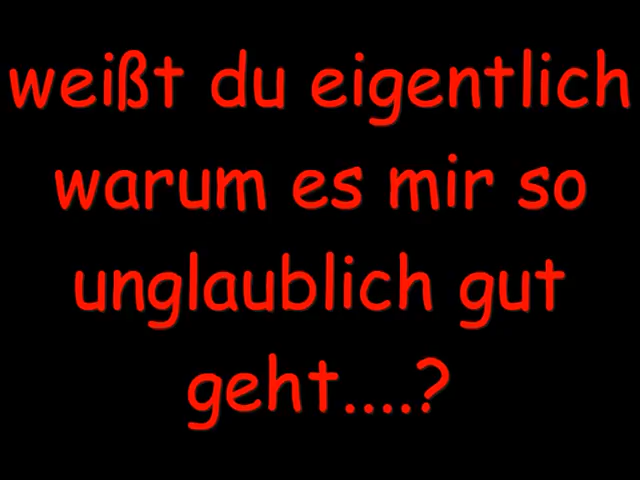 weißt du eigentlich
warum es mir so
unglaublich gut
geht....?